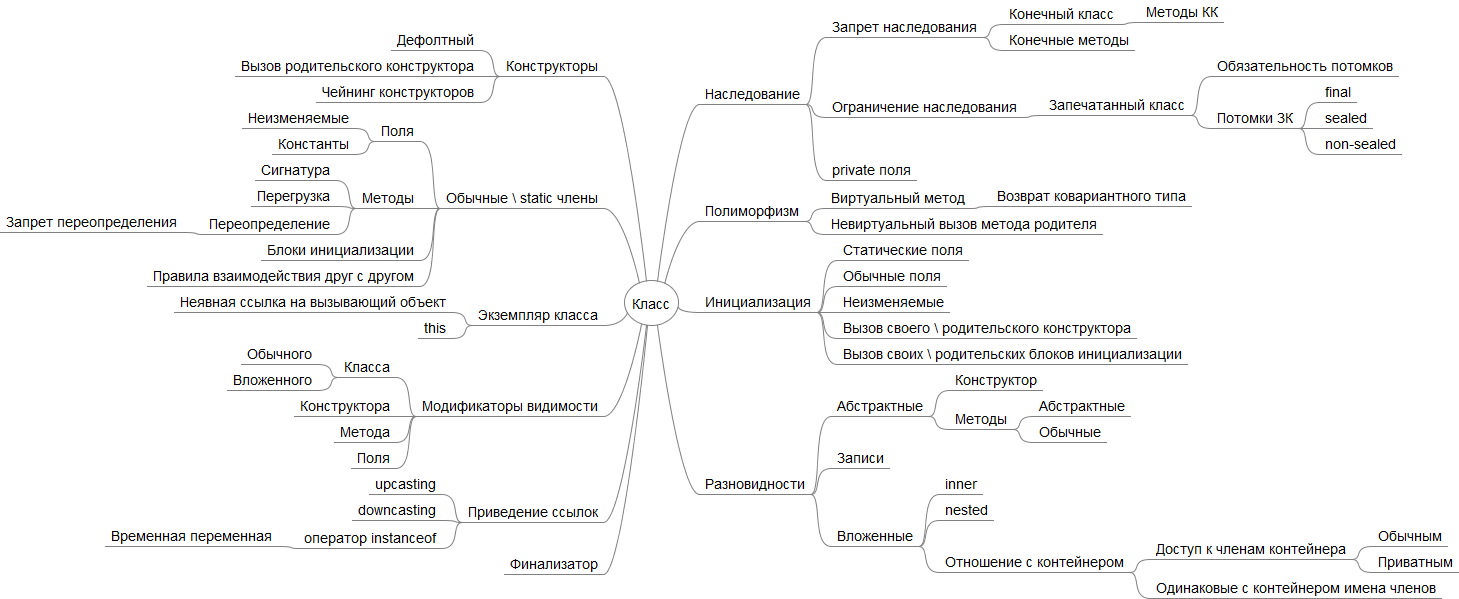 Класс
Конструкторы
Дефолтный
Вызов родительского конструктора
Чейнинг конструкторов
Обычные \ static члены
Поля
Неизменяемые
Константы
Методы
Сигнатура
Перегрузка
Переопределение
Запрет переопределения
Блоки инициализации
Правила взаимодействия друг с другом
Экземпляр класса
Неявная ссылка на вызывающий объект
this
Модификаторы видимости
Класса
Обычного
Вложенного
Конструктора
Метода
Поля
Приведение ссылок
upcasting
downcasting
оператор instanceof
Временная переменная
Финализатор
Наследование
Запрет наследования
Конечный класс
Методы КК
Конечные методы
Ограничение наследования
Запечатанный класс
Обязательность потомков
Потомки ЗК
final
sealed
non-sealed
private поля
Полиморфизм
Виртуальный метод
Возврат ковариантного типа
Невиртуальный вызов метода родителя
Инициализация
Статические поля
Обычные поля
Неизменяемые
Вызов своего \ родительского конструктора
Вызов своих \ родительских блоков инициализации
Разновидности
Абстрактные
Конструктор
Методы
Абстрактные
Обычные
Записи
Вложенные
inner
nested
Отношение с контейнером
Доступ к членам контейнера
Обычным
Приватным
Одинаковые с контейнером имена членов